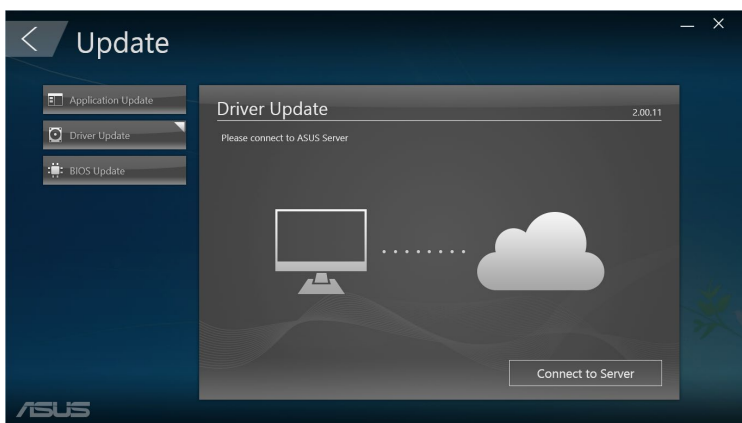 Update
Application Update
Driver Update
BIOS Update
Driver Update
2.00.11
Please connect to ASUS Server
Connect to Server
ASUS